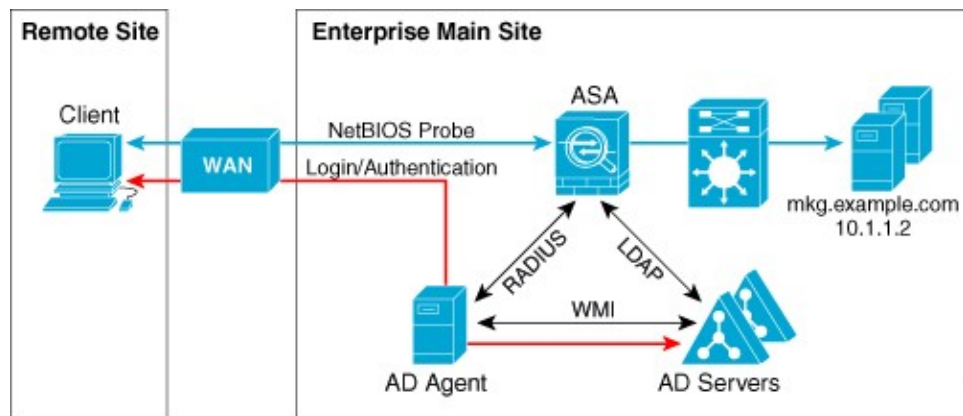 Remote Site
Enterprise Main Site
Client
ASA
NetBIOS Probe
WAN
Login/Authentication
mkg.example.com
10.1.1.2
RADIUS
LDAP
WMI
AD Agent
AD Servers